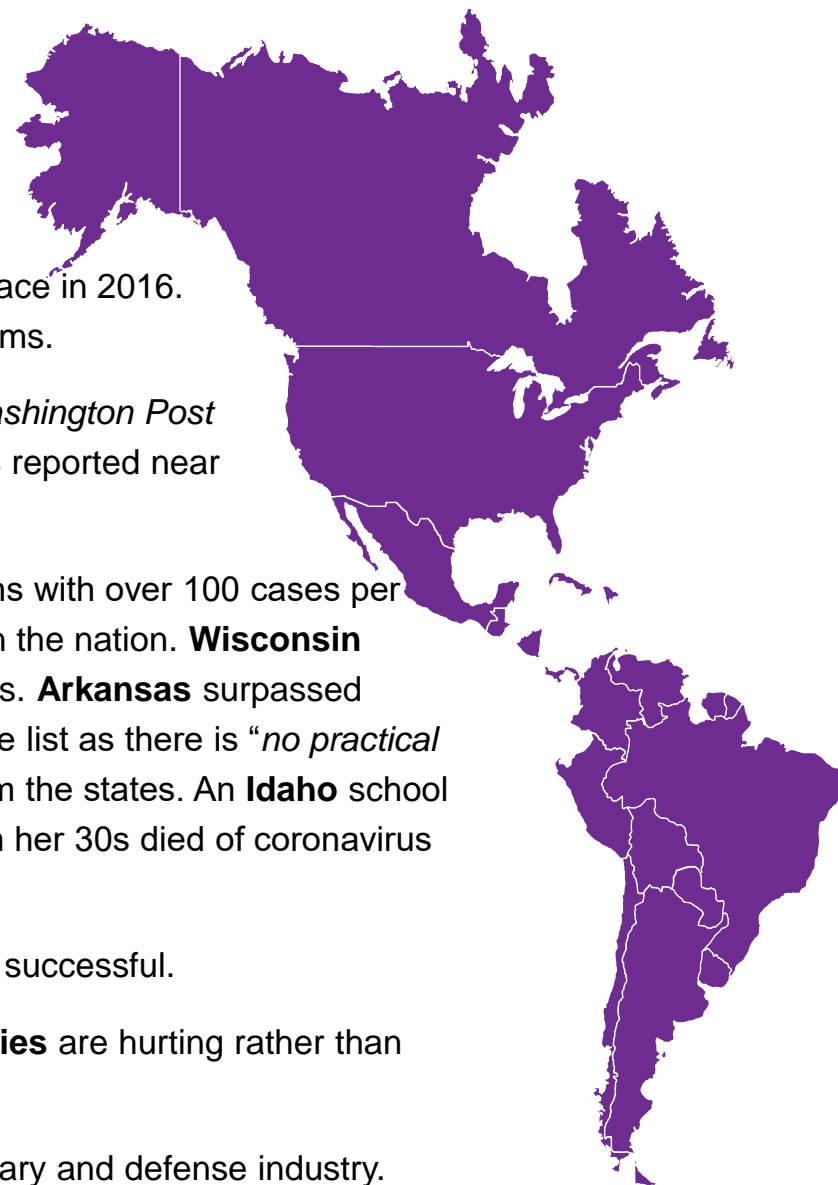 ace in 2016.
ms.
ashington Post
reported near
ns with over 100 cases per
n the nation. Wisconsin
s. Arkansas surpassed
e list as there is “no practical
m the states. An Idaho school
n her 30s died of coronavirus
successful.
ies are hurting rather than
ary and defense industry.